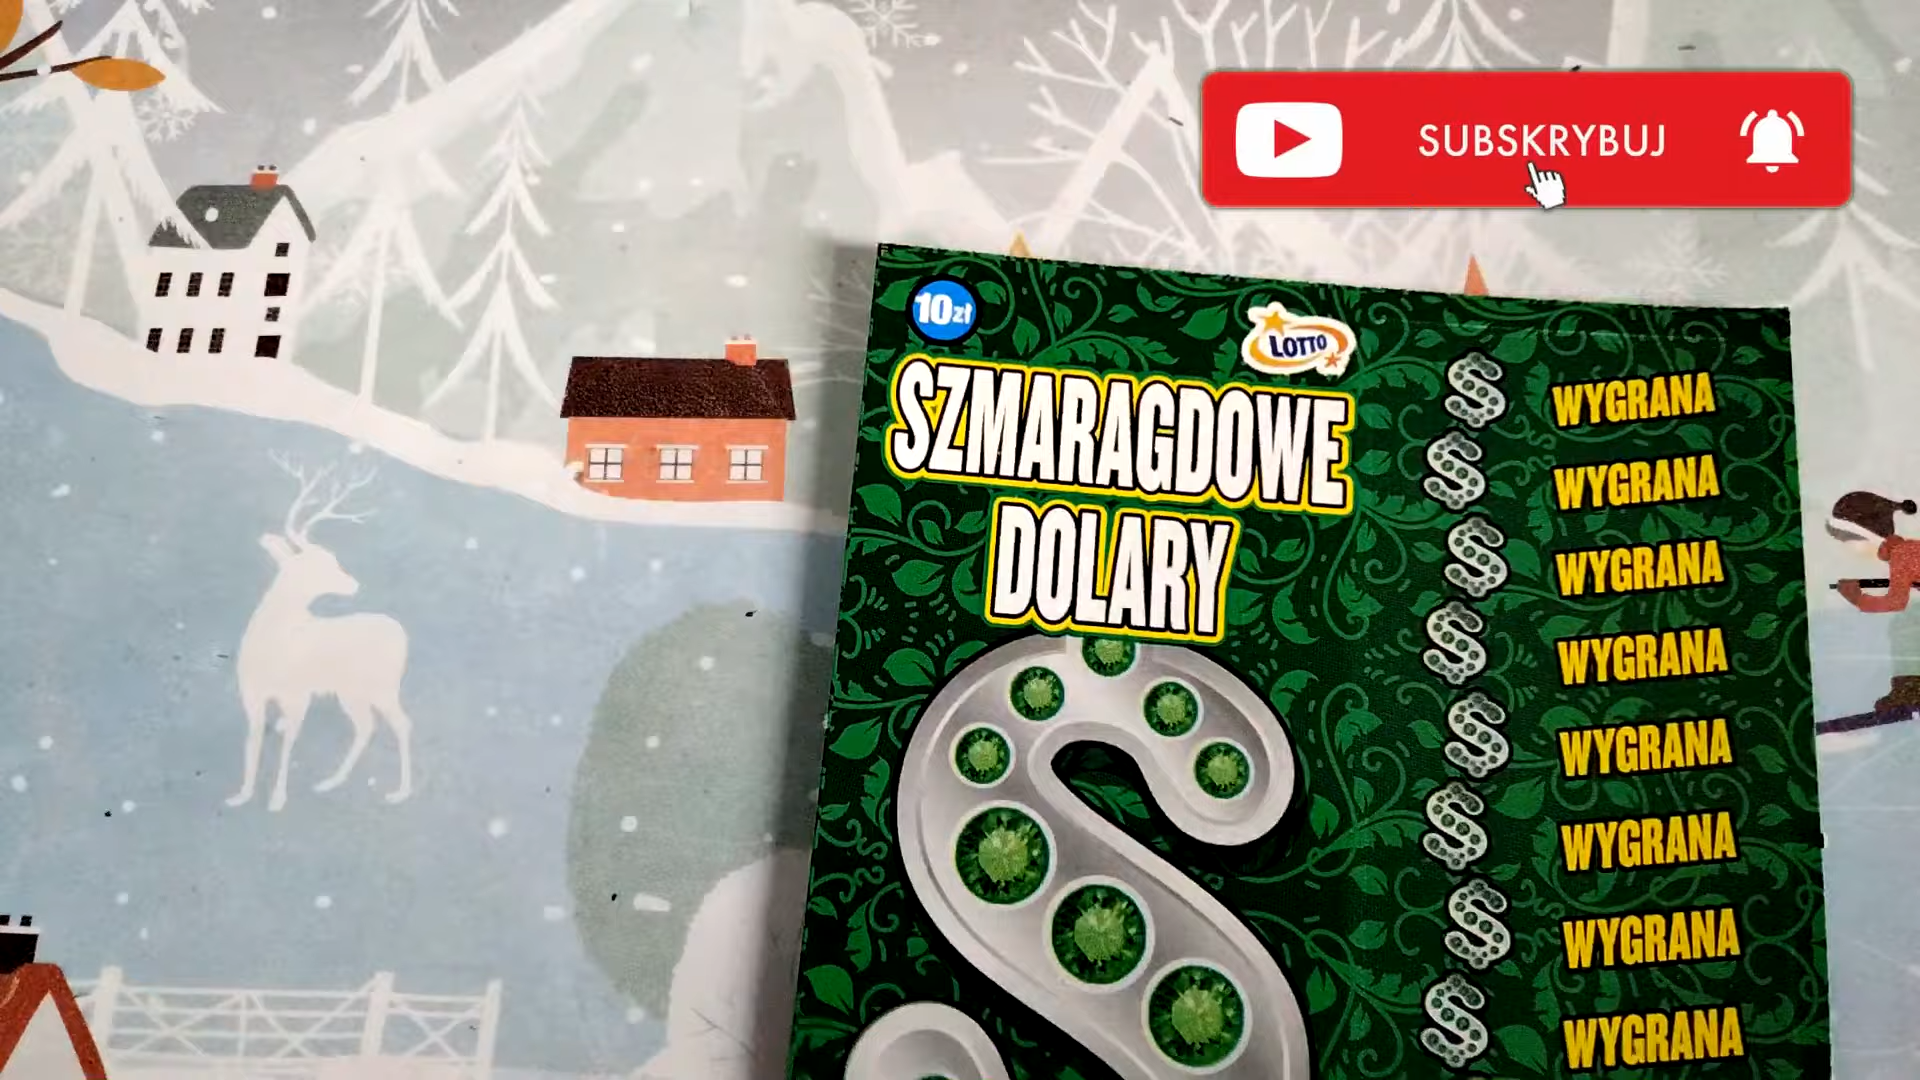 SUBSKRYBUJ
10zł
LOTTO
SZMARAGDOWE
DOLARY
WYGRANA
WYGRANA
WYGRANA
WYGRANA
WYGRANA
WYGRANA
WYGRANA
WYGRANA